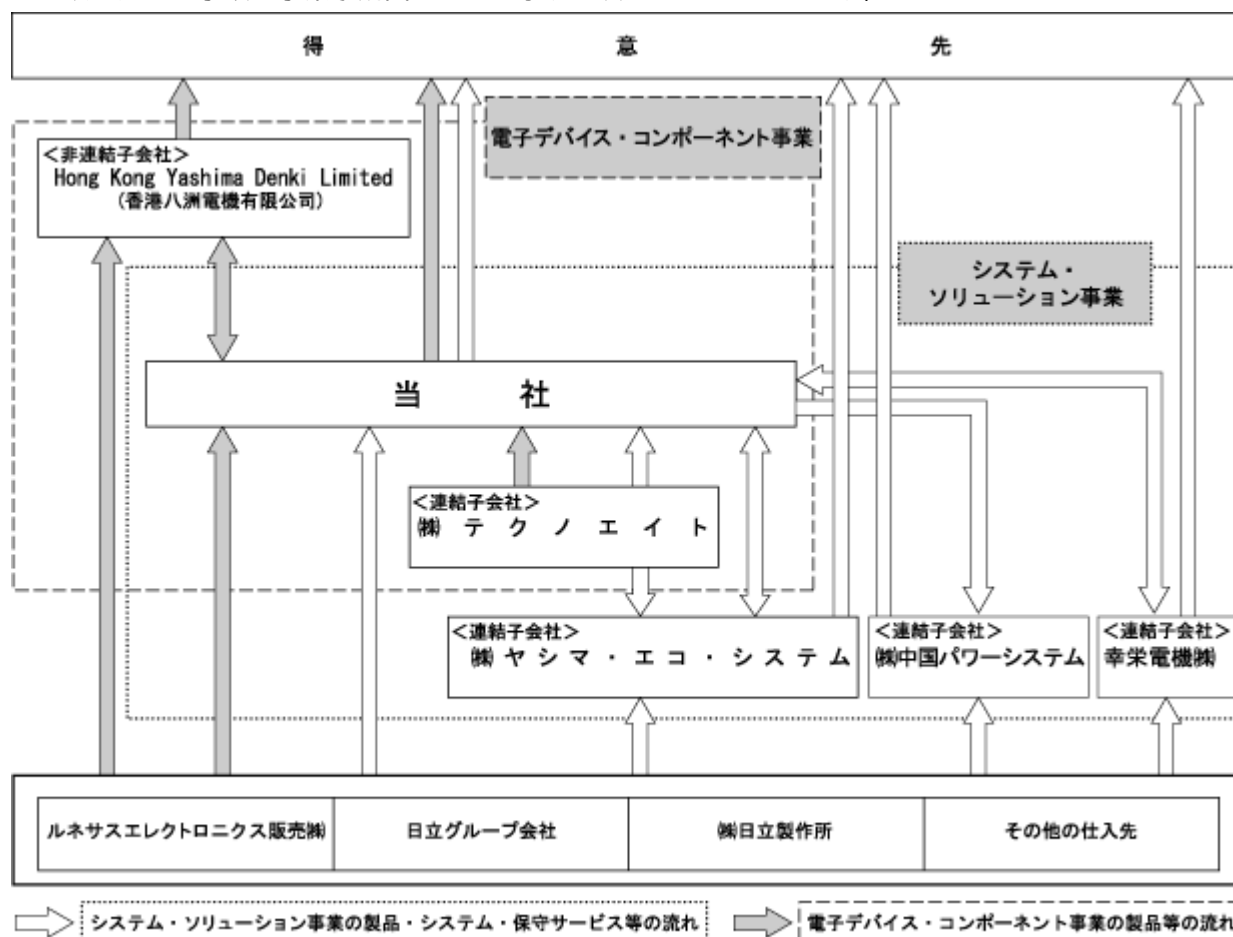 得意先
電子デバイス・コンポーネント事業
<非連結子会社>
Hong Kong Yashima Denki Limited
(香港八洲電機有限公司)
システム・
ソリューション事業
当社
<連結子会社>
㈱テクノエイト
<連結子会社>
㈱ヤシマ・エコ・システム
<連結子会社>
㈱中国パワーシステム
<連結子会社>
幸栄電機㈱
ルネサスエレクトロニクス販売㈱
日立グループ会社
㈱日立製作所
その他の仕入先
システム・ソリューション事業の製品・システム・保守サービス等の流れ
電子デバイス・コンポーネント事業の製品等の流れ